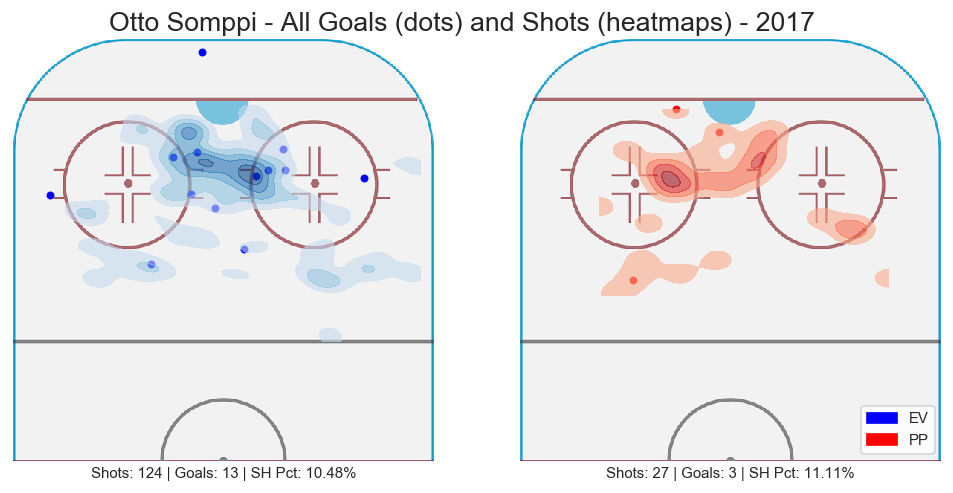 Otto Somppi - All Goals (dots) and Shots (heatmaps) - 2017
EV
PP
Shots: 124 | Goals: 13 | SH Pct: 10.48%
Shots: 27 | Goals: 3 | SH Pct: 11.11%